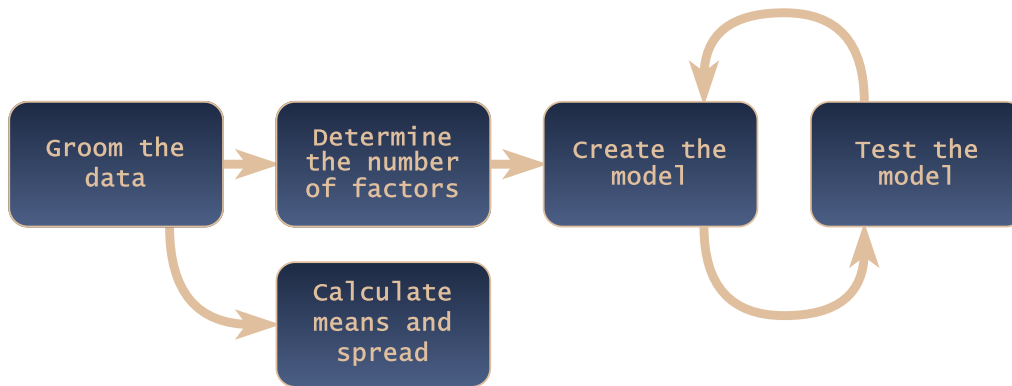 Groom the
data
Determine
the number
of factors
Create the
model
Test the
model
Calculate
means and
spread